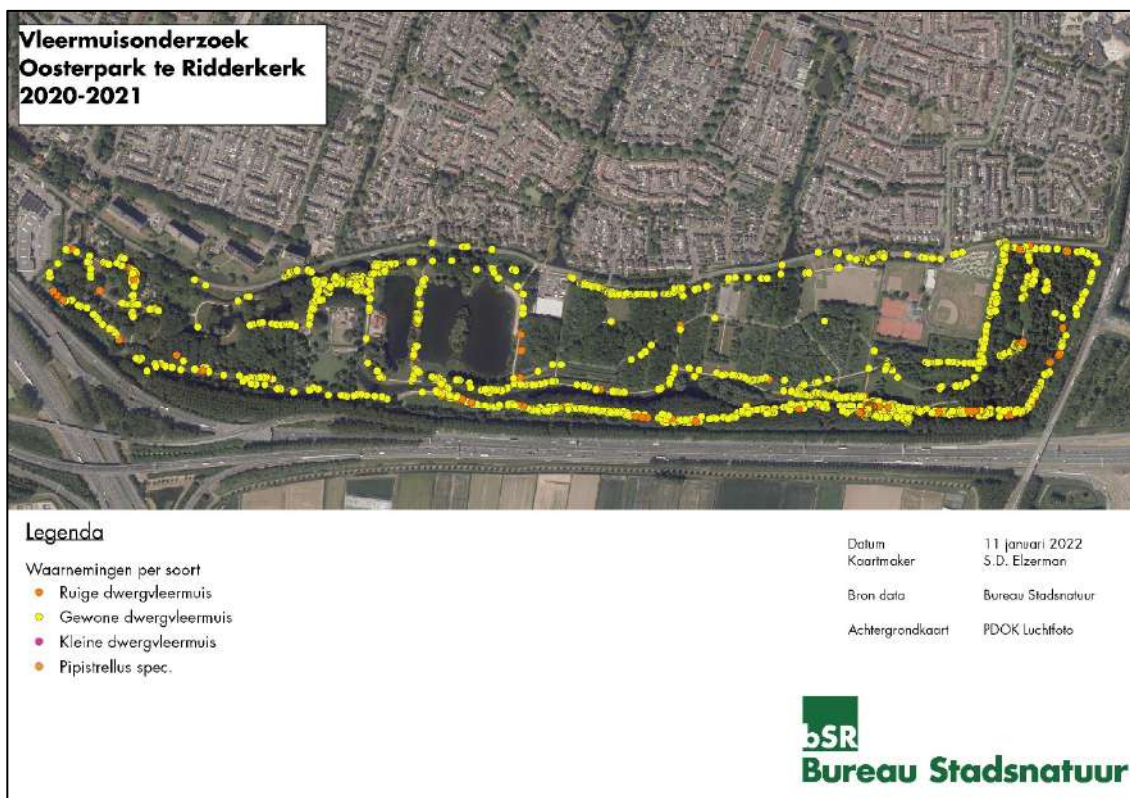 Vleermuisonderzoek
Oosterpark te Ridderkerk
2020-2021
Legenda
Waarnemingen per soort
Ruige dwergvleermuis
Gewone dwergvleermuis
Kleine dwergvleermuis
Pipistrellus spec.
Datum 11 januari 2022
Kaartmaker S.D. Elzerman
Bron data Bureau Stadsnatuur
Achtergrondkaart PDOK Luchtfoto
bSR
Bureau Stadsnatuur